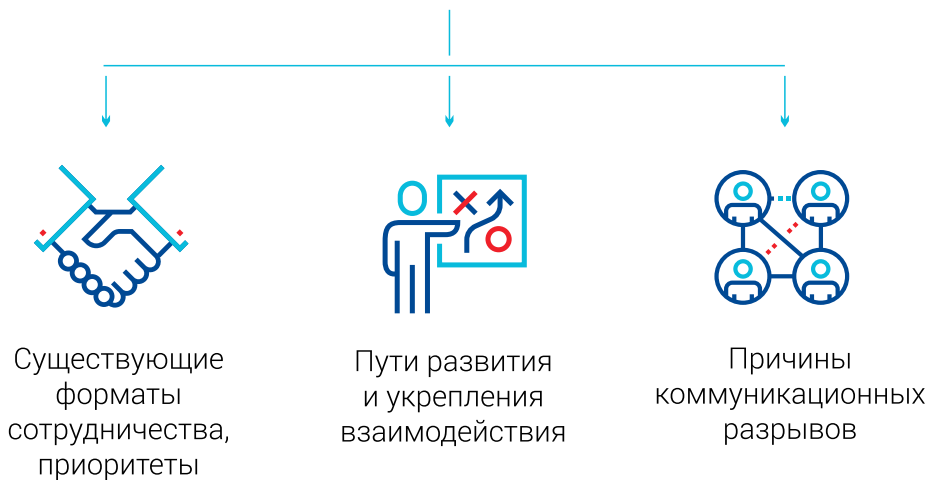 Существующие
форматы
сотрудничества,
приоритеты
Пути развития
и укрепления
взаимодействия
Причины
коммуникационных
разрывов